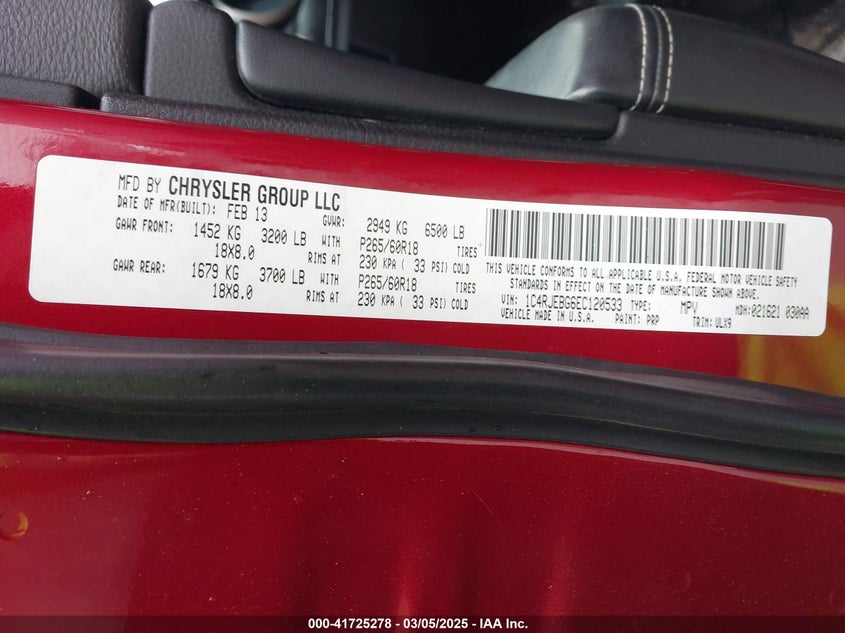 MFD BY CHRYSLER GROUP LLC
DATE OF MFR(BUILT): FEB 13 GVWR: 2949 KG 6500 LB
GAWR FRONT: 1452 KG 3200 LB WITH P265/60R18 TIRES
18X8.0 RIMS AT 230 KPA ( 33 PSI) COLD
GAWR REAR: 1679 KG 3700 LB WITH P265/60R18 TIRES
18X8.0 RIMS AT 230 KPA ( 33 PSI) COLD
THIS VEHICLE CONFORMS TO ALL APPLICABLE U.S.A. FEDERAL MOTOR VEHICLE SAFETY
STANDARDS IN EFFECT ON THE DATE OF MANUFACTURE SHOWN ABOVE.
VIN: 1C4RJEBG6EC120533 TYPE: MPV MDH:021621 030AA
VEHICLE MADE IN U.S.A. PAINT: PRP TRIM: ULX9
000-41725278 - 03/05/2025 - IAA Inc.